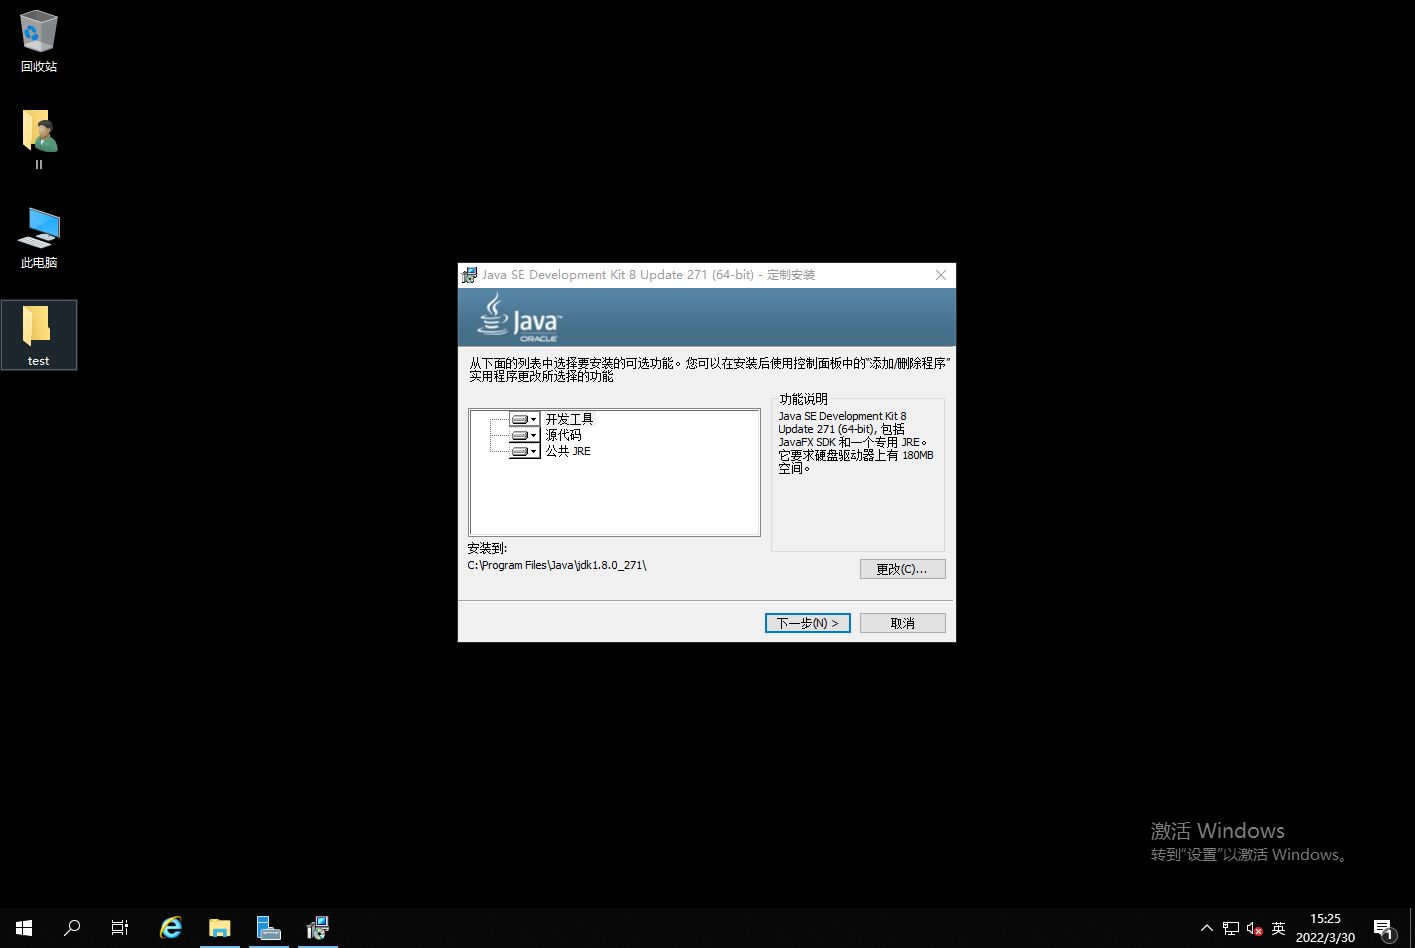 回收站
II
此电脑
test
Java SE Development Kit 8 Update 271 (64-bit) - 定制安装
Java™
ORACLE
从下面的列表中选择要安装的可选功能。您可以在安装后使用控制面板中的"添加/删除程序"
实用程序更改所选择的功能
开发工具
源代码
公共 JRE
功能说明
Java SE Development Kit 8
Update 271 (64-bit), 包括
JavaFX SDK 和一个专用 JRE。
它要求硬盘驱动器上有 180MB
空间。
安装到:
C:\Program Files\Java\jdk1.8.0_271\
更改(C)...
下一步(N) >
取消
激活 Windows
转到"设置"以激活 Windows。
英
15:25
2022/3/30
1